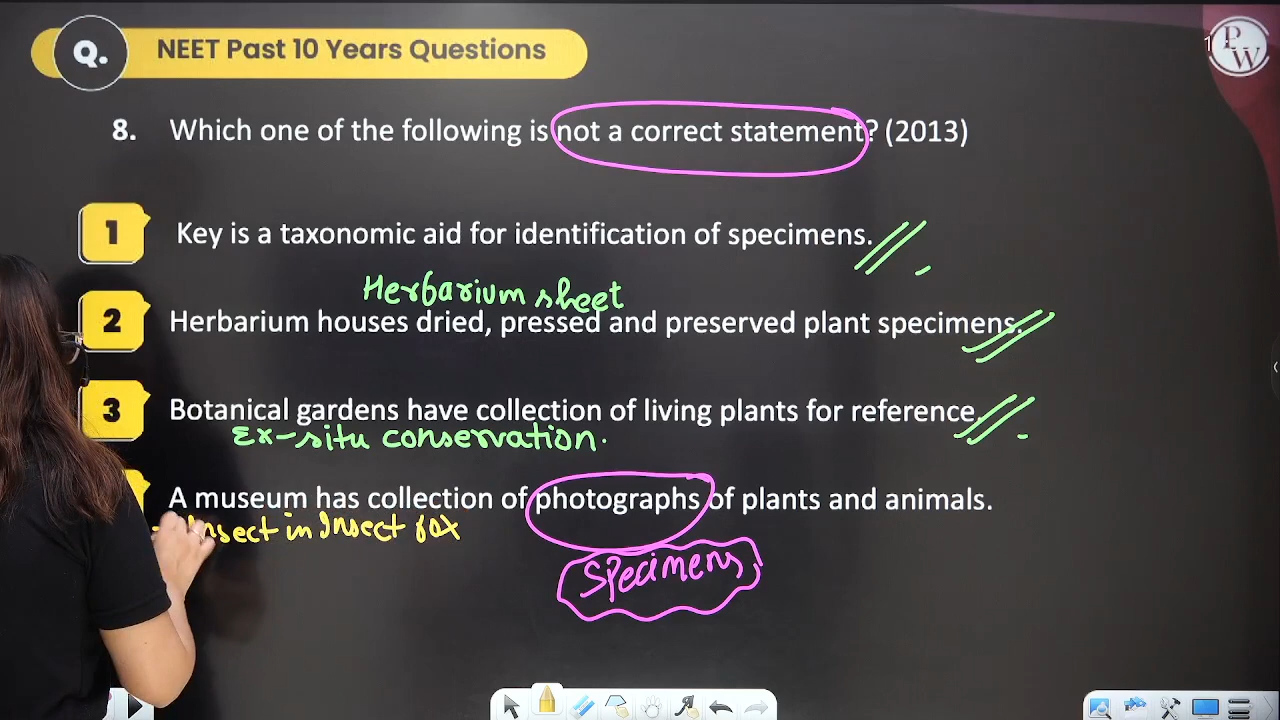 Q. NEET Past 10 Years Questions
PW
8. Which one of the following is not a correct statement? (2013)
1 Key is a taxonomic aid for identification of specimens.
Herbarium sheet
2 Herbarium houses dried, pressed and preserved plant specimens.
3 Botanical gardens have collection of living plants for reference.
Ex-situ conservation.
A museum has collection of photographs of plants and animals.
Insect in Insect box
Specimens